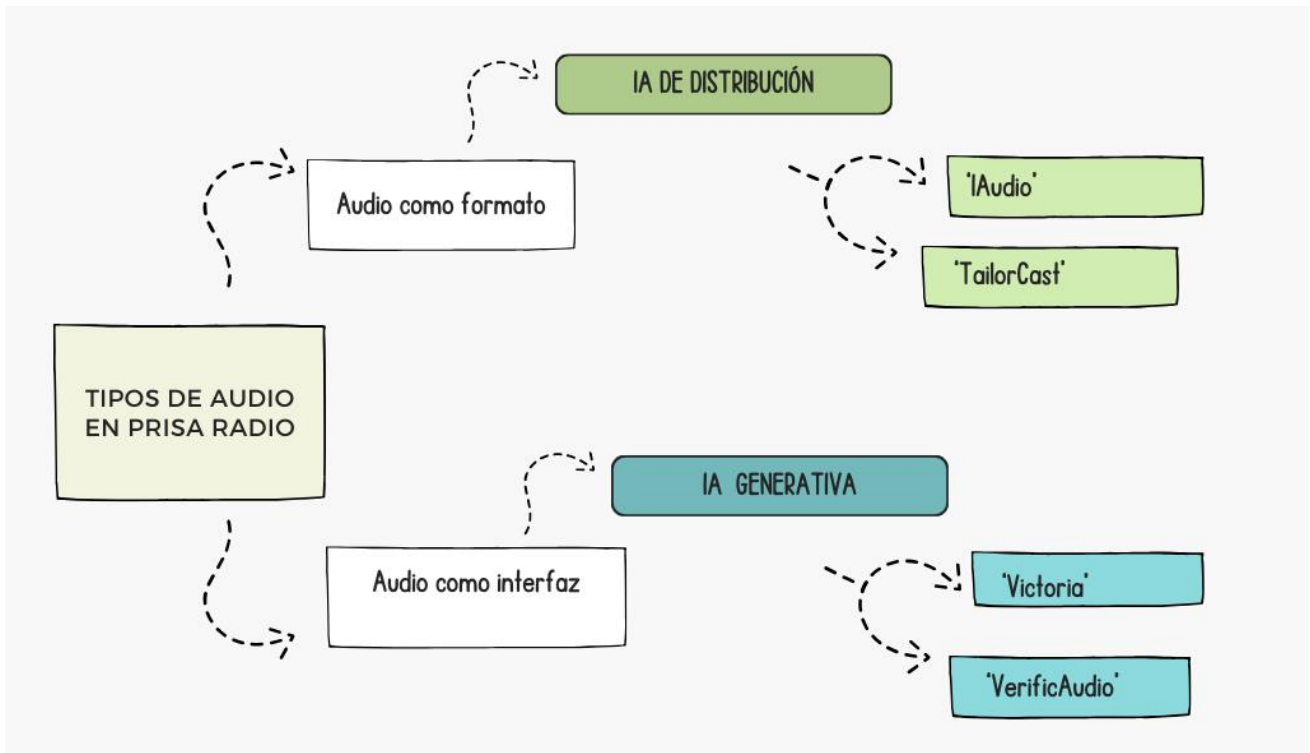 IA DE DISTRIBUCIÓN
Audio como formato
'IAudio'
'TailorCast'
TIPOS DE AUDIO
EN PRISA RADIO
IA GENERATIVA
Audio como interfaz
'Victoria'
'VerificAudio'